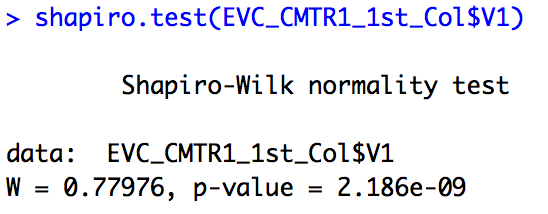 > shapiro.test(EVC_CMTR1_1st_Col$V1)
Shapiro-Wilk normality test
data:  EVC_CMTR1_1st_Col$V1
W = 0.77976, p-value = 2.186e-09